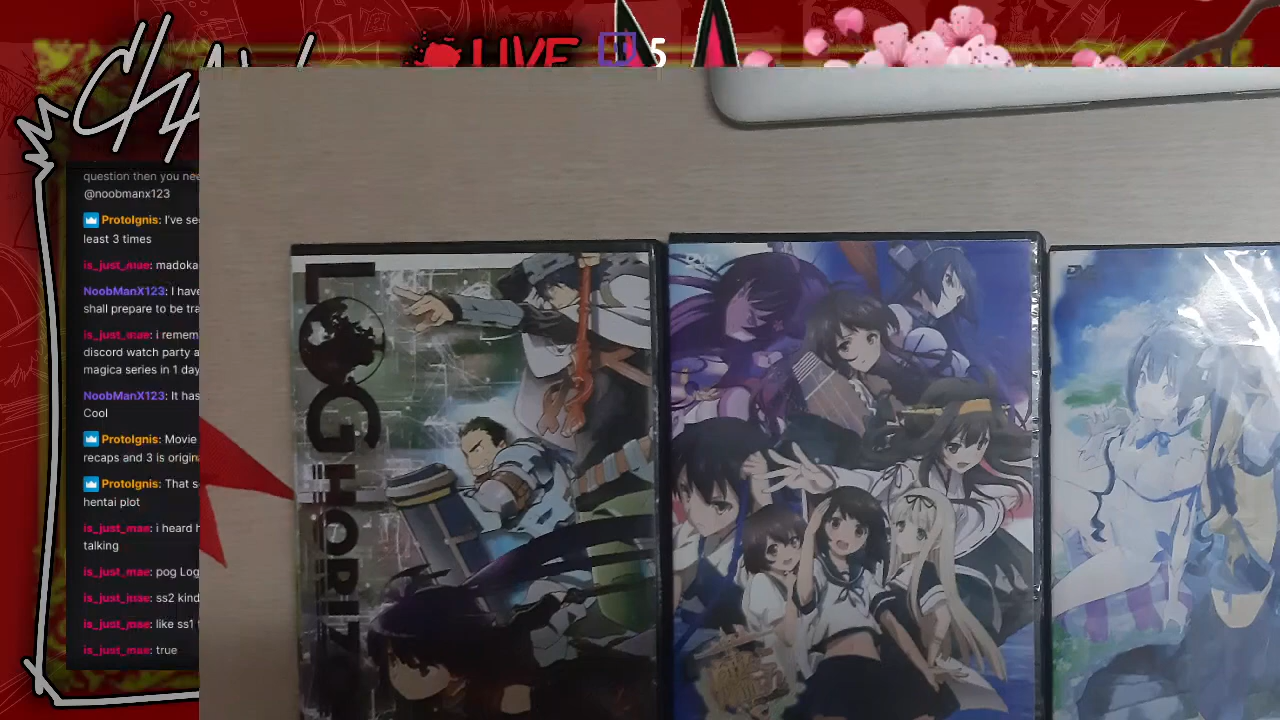 LIVE
5
question then you nee
@noobmanx123
ProtoIgnis: I've se
least 3 times
is_just_mae: madoka
NoobManX123: I have
shall prepare to be tra
is_just_mae: i remem
discord watch party a
magica series in 1 day
NoobManX123: It has
Cool
ProtoIgnis: Movie
recaps and 3 is origin
ProtoIgnis: That s
hentai plot
is_just_mae: i heard h
talking
is_just_mae: pog Log
is_just_mae: ss2 kind
is_just_mae: like ss1
is_just_mae: true
LOG HORIZO